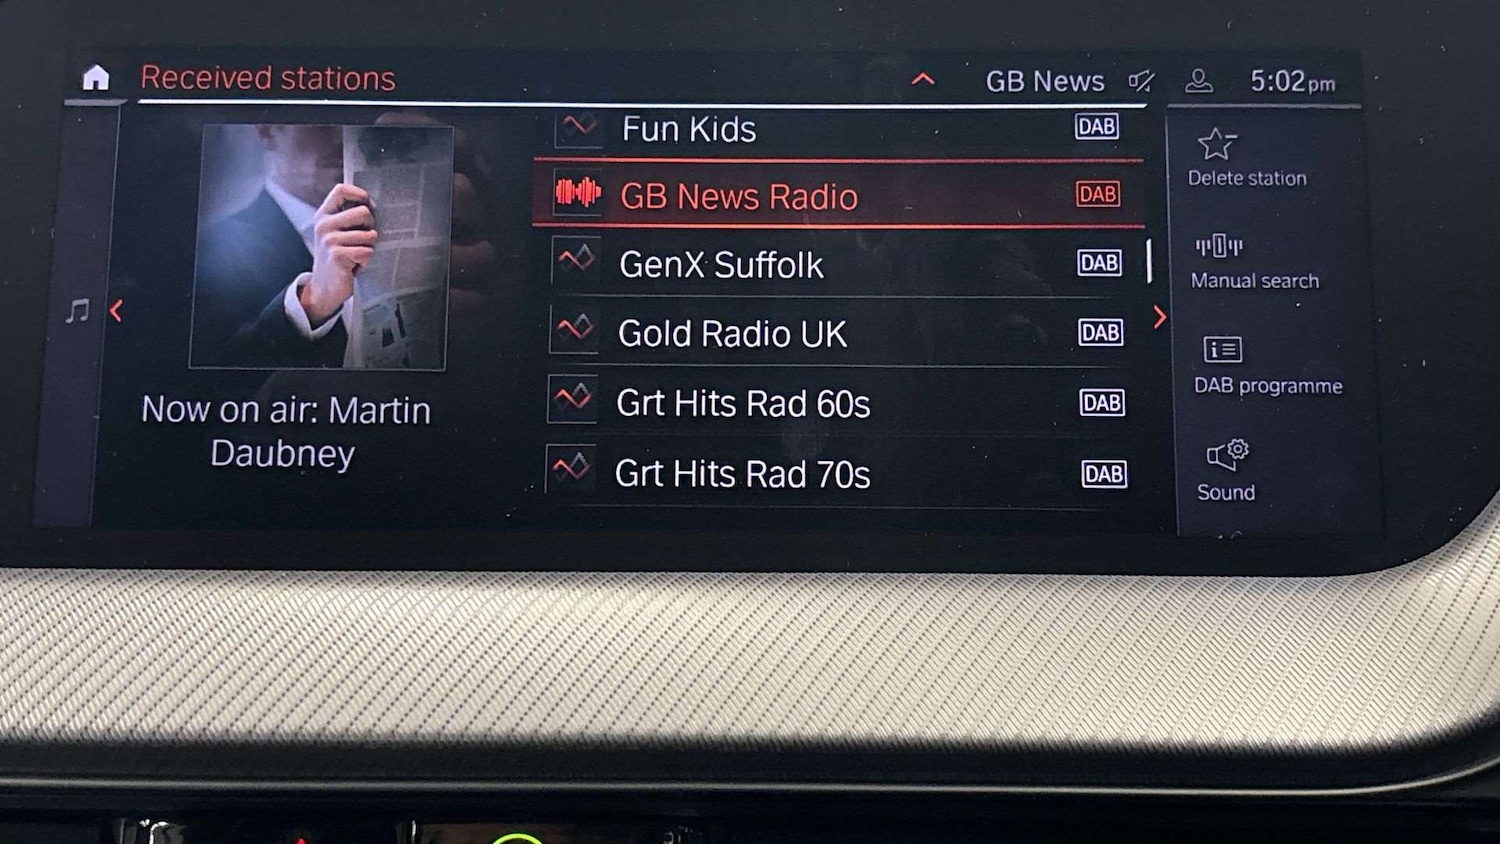 Received stations
GB News
5:02pm
Fun Kids DAB
GB News Radio DAB
GenX Suffolk DAB
Gold Radio UK DAB
Grt Hits Rad 60s DAB
Grt Hits Rad 70s DAB
Now on air: Martin
Daubney
Delete station
Manual search
DAB programme
Sound